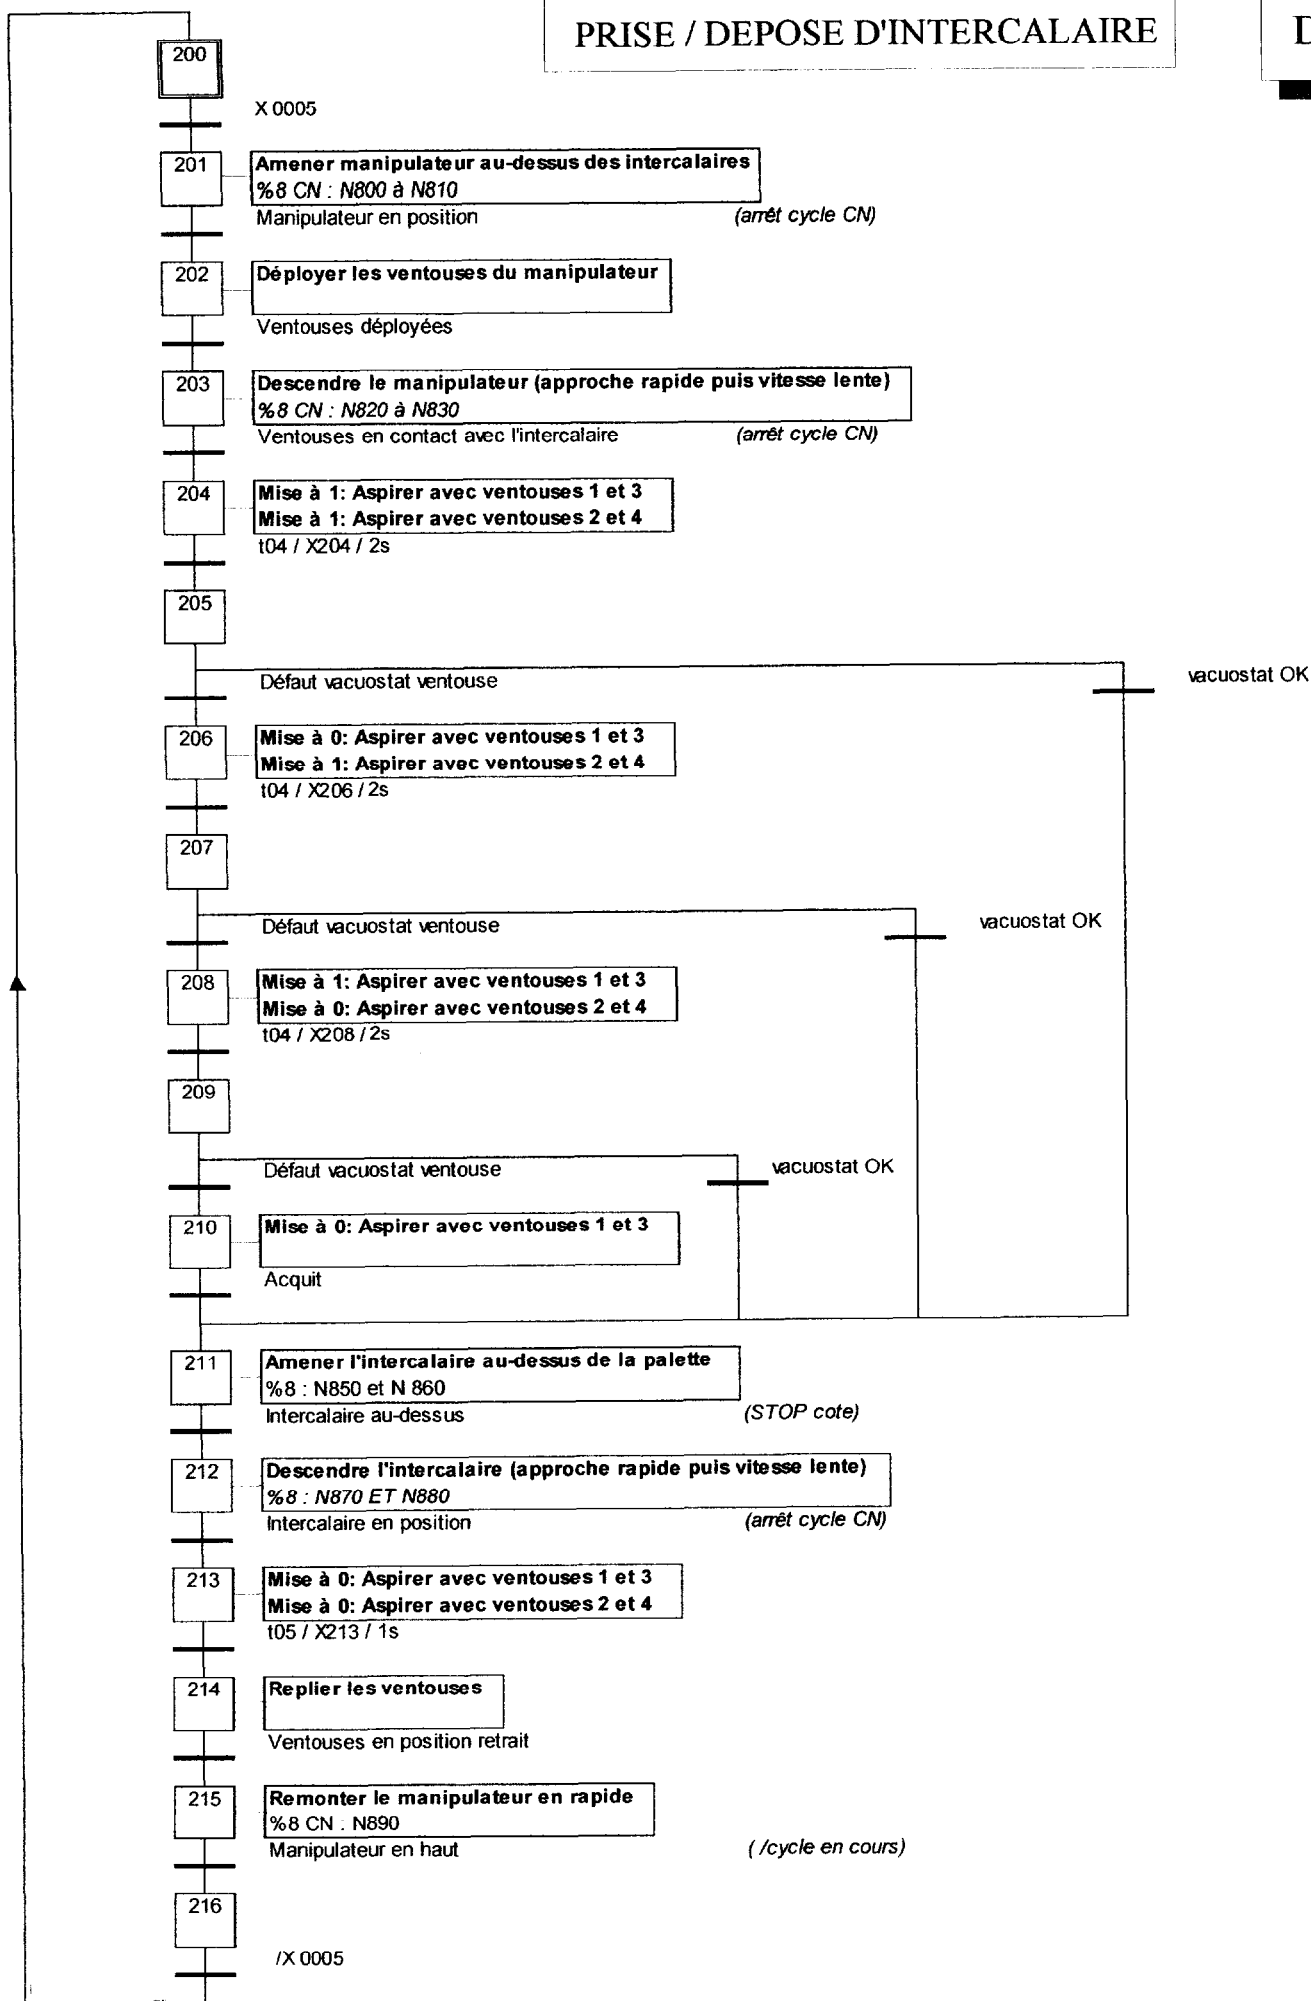 PRISE / DEPOSE D'INTERCALAIRE
D
200
X 0005
201
Amener manipulateur au-dessus des intercalaires
%8 CN : N800 à N810
Manipulateur en position (arrêt cycle CN)
202
Déployer les ventouses du manipulateur
Ventouses déployées
203
Descendre le manipulateur (approche rapide puis vitesse lente)
%8 CN : N820 à N830
Ventouses en contact avec l'intercalaire (arrêt cycle CN)
204
Mise à 1: Aspirer avec ventouses 1 et 3
Mise à 1: Aspirer avec ventouses 2 et 4
t04 / X204 / 2s
205
Défaut vacuostat ventouse
vacuostat OK
206
Mise à 0: Aspirer avec ventouses 1 et 3
Mise à 1: Aspirer avec ventouses 2 et 4
t04 / X206 / 2s
207
Défaut vacuostat ventouse
vacuostat OK
208
Mise à 1: Aspirer avec ventouses 1 et 3
Mise à 0: Aspirer avec ventouses 2 et 4
t04 / X208 / 2s
209
Défaut vacuostat ventouse
vacuostat OK
210
Mise à 0: Aspirer avec ventouses 1 et 3
Acquit
211
Amener l'intercalaire au-dessus de la palette
%8 : N850 et N 860
Intercalaire au-dessus (STOP cote)
212
Descendre l'intercalaire (approche rapide puis vitesse lente)
%8 : N870 ET N880
Intercalaire en position (arrêt cycle CN)
213
Mise à 0: Aspirer avec ventouses 1 et 3
Mise à 0: Aspirer avec ventouses 2 et 4
t05 / X213 / 1s
214
Replier les ventouses
Ventouses en position retrait
215
Remonter le manipulateur en rapide
%8 CN : N890
Manipulateur en haut ( /cycle en cours)
216
/X 0005